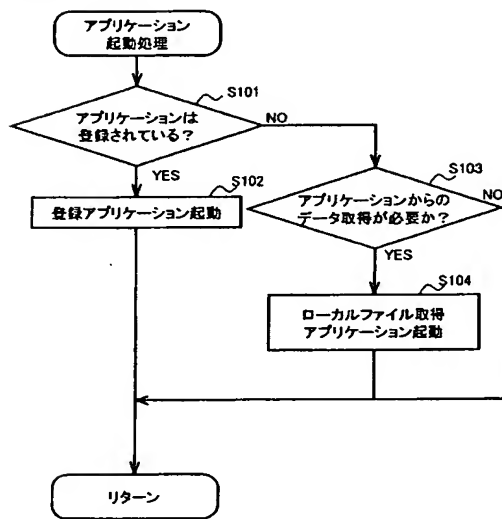 アプリケーション
起動処理
S101
アプリケーションは
登録されている？
NO
YES
S102
登録アプリケーション起動
S103
アプリケーションからの
データ取得が必要か？
NO
YES
S104
ローカルファイル取得
アプリケーション起動
リターン